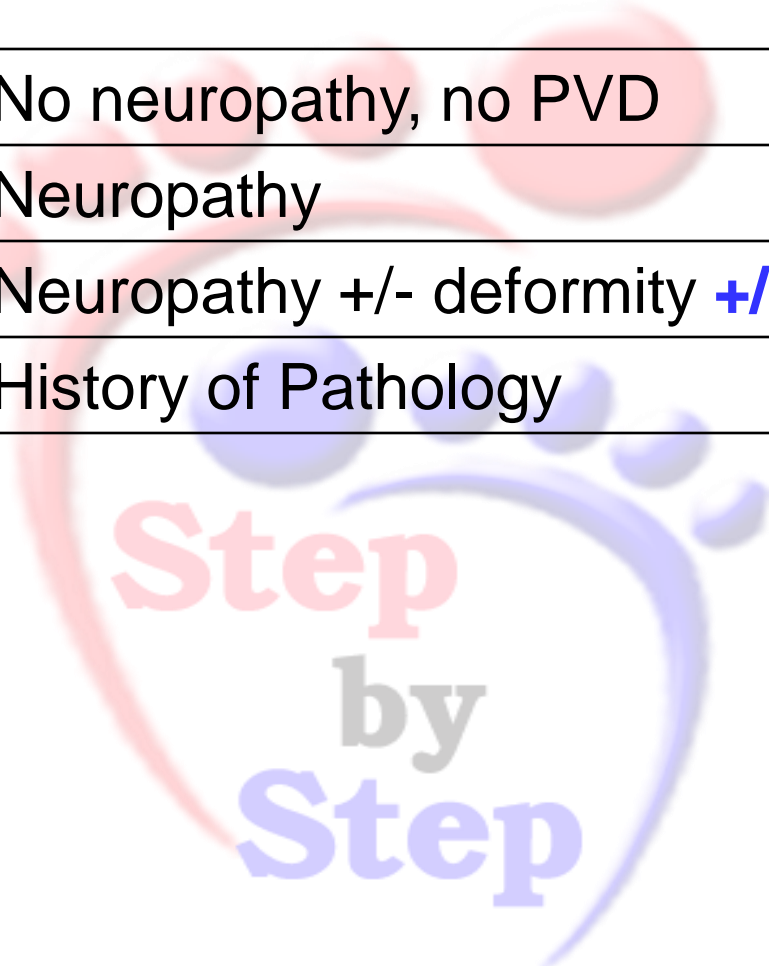 No neuropathy, no PVD
Neuropathy
Neuropathy +/- deformity +/
History of Pathology
Step
by
Step